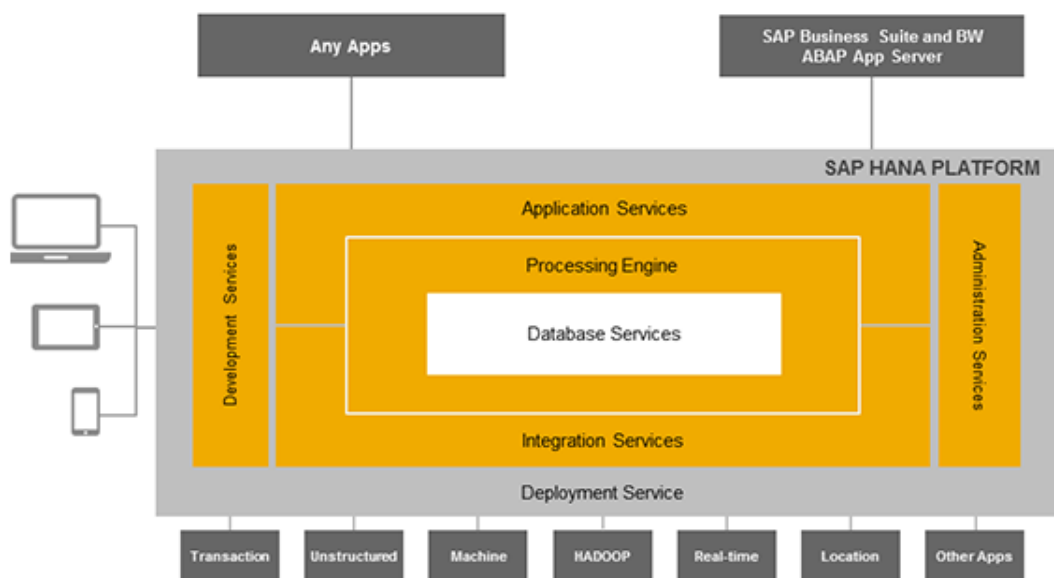 Any Apps
SAP Business Suite and BW
ABAP App Server
SAP HANA PLATFORM
Development Services
Application Services
Processing Engine
Database Services
Integration Services
Administration Services
Deployment Service
Transaction
Unstructured
Machine
HADOOP
Real-time
Location
Other Apps